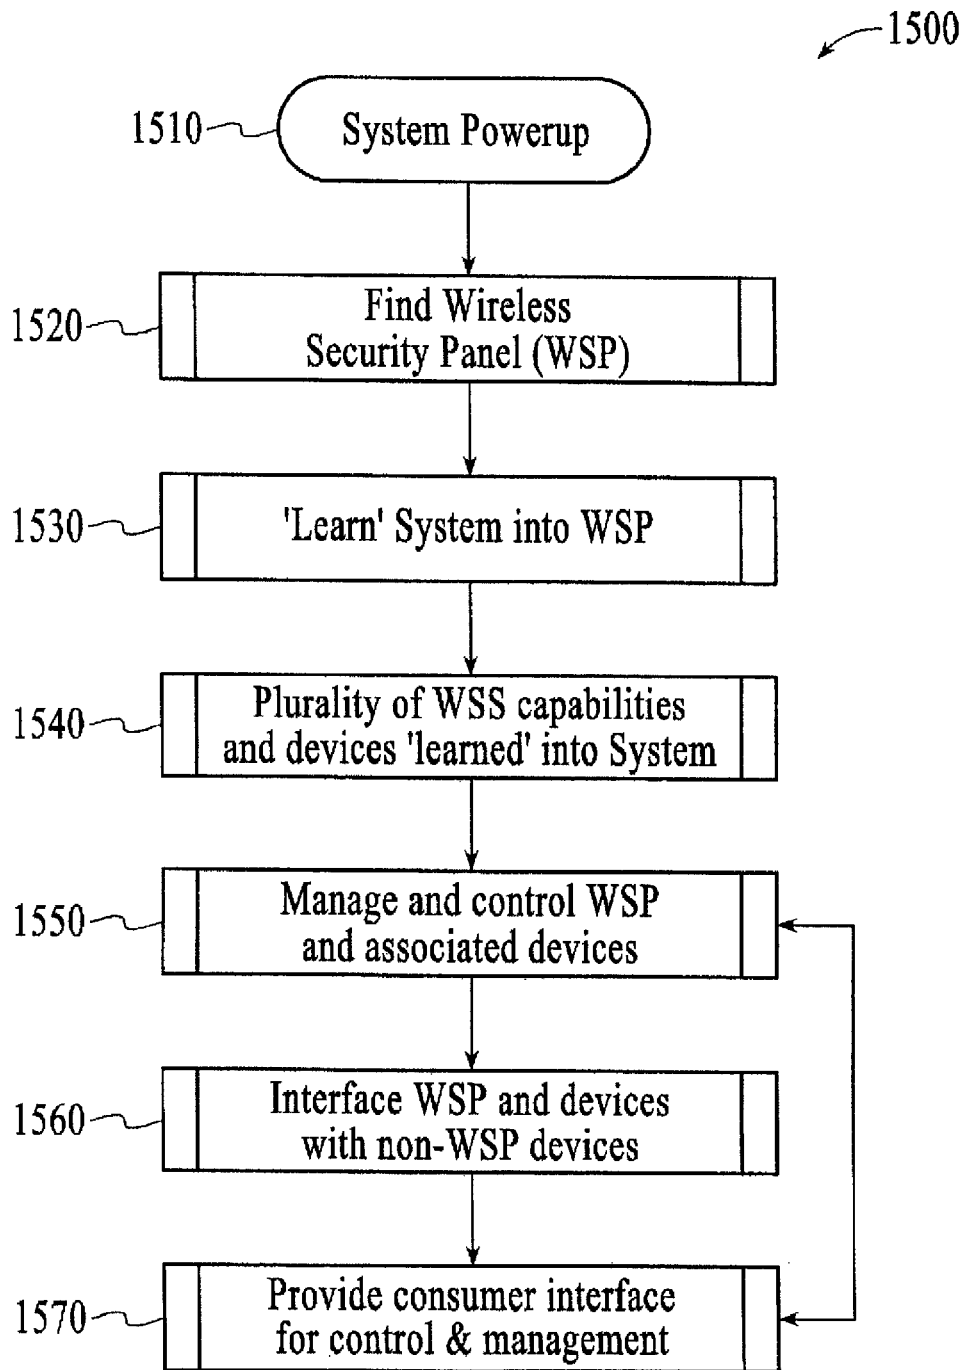 1500
1510
System Powerup
1520
Find Wireless
Security Panel (WSP)
1530
'Learn' System into WSP
1540
Plurality of WSS capabilities
and devices 'learned' into System
1550
Manage and control WSP
and associated devices
1560
Interface WSP and devices
with non-WSP devices
1570
Provide consumer interface
for control & management